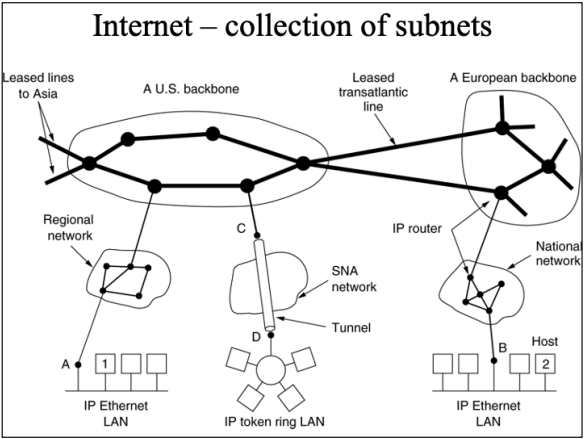 Internet – collection of subnets
Leased lines
to Asia
A U.S. backbone
Leased
transatlantic
line
A European backbone
Regional
network
C
IP router
National
network
SNA
network
Tunnel
D
A
1
B
Host
2
IP Ethernet
LAN
IP token ring LAN
IP Ethernet
LAN